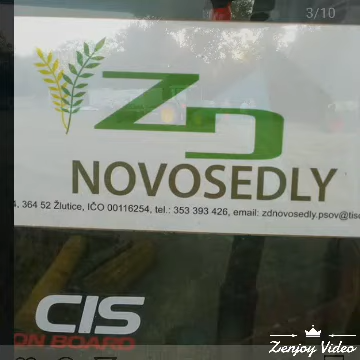 3/10
ZD
NOVOSEDLY
4, 364 52 Žlutice, IČO 00116254, tel.: 353 393 426, email: zdnovosedly.psov@tis
CIS
ON BOARD
Zenjoy Video